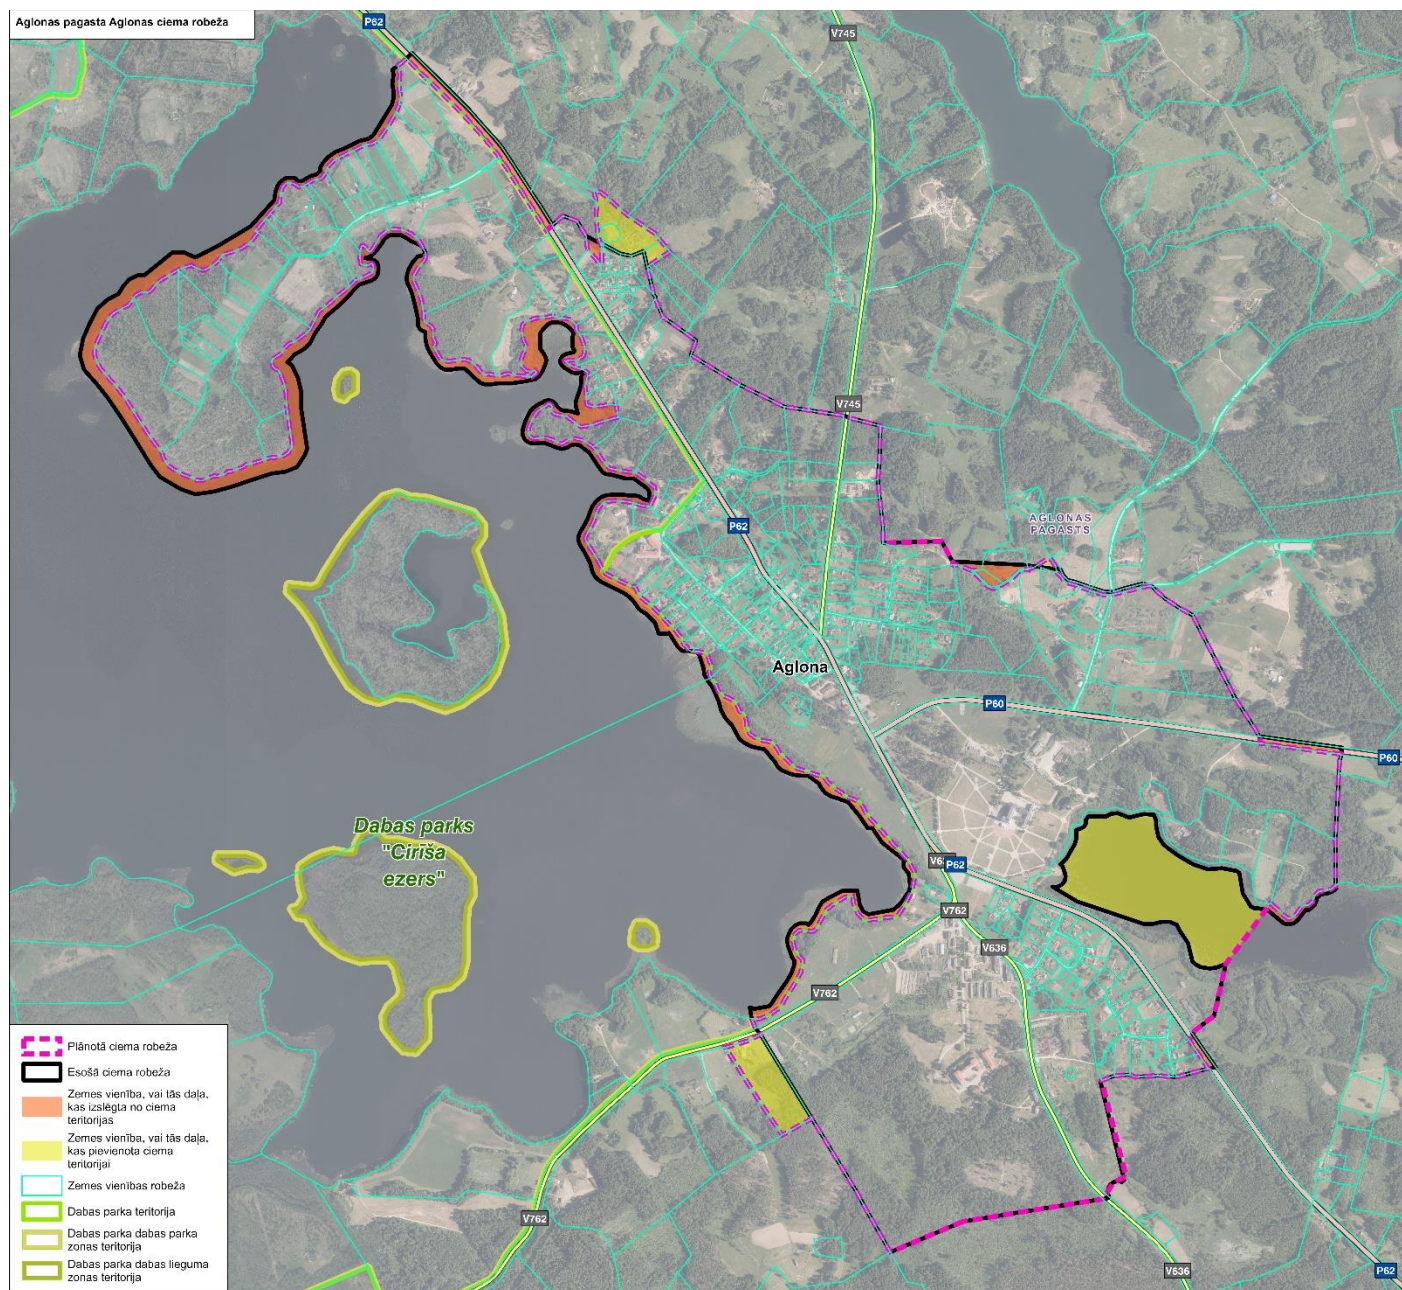 Aglonas pagasta Aglonas ciema robeža
P62
V745
V745
AGLONAS
PAGASTS
P62
Aglona
P60
P60
Dabas parks
"Cirīša
ezers"
P62
V762
V636
V762
V762
V636
P62
Plānotā ciema robeža
Esošā ciema robeža
Zemes vienība, vai tās daļa,
kas izslēgta no ciema
teritorijas
Zemes vienība, vai tās daļa,
kas pievienota ciema
teritorijai
Zemes vienības robeža
Dabas parka teritorija
Dabas parka dabas parka
zonas teritorija
Dabas parka dabas lieguma
zonas teritorija